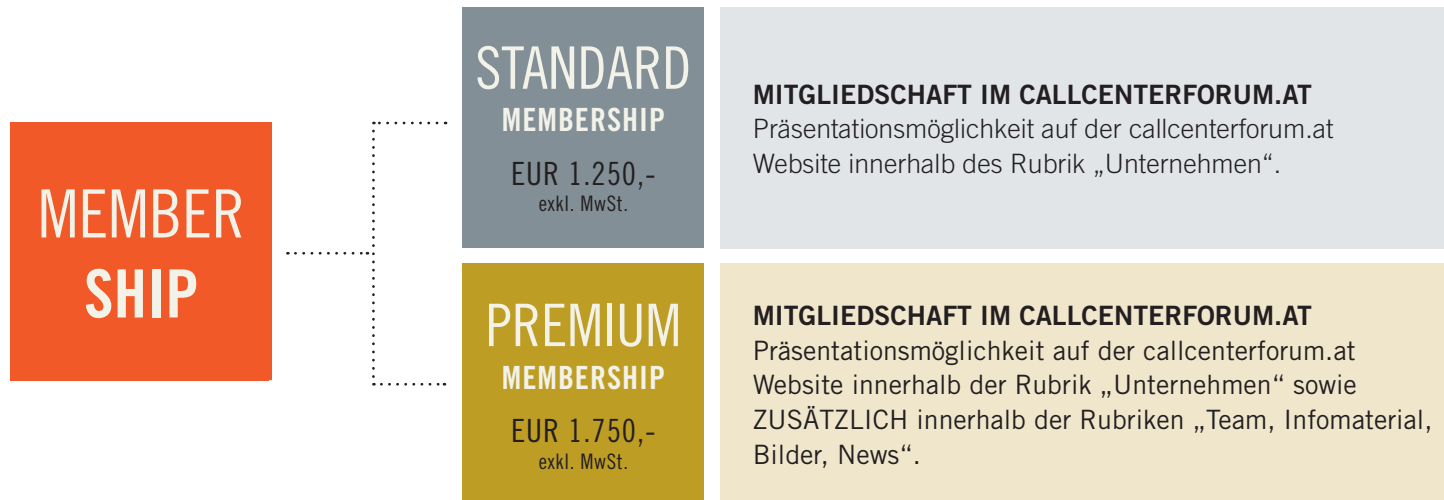 MEMBER
SHIP
STANDARD
MEMBERSHIP
EUR 1.250,-
exkl. MwSt.
MITGLIEDSCHAFT IM CALLCENTERFORUM.AT
Präsentationsmöglichkeit auf der callcenterforum.at
Website innerhalb des Rubrik „Unternehmen“.
PREMIUM
MEMBERSHIP
EUR 1.750,-
exkl. MwSt.
MITGLIEDSCHAFT IM CALLCENTERFORUM.AT
Präsentationsmöglichkeit auf der callcenterforum.at
Website innerhalb der Rubrik „Unternehmen“ sowie
ZUSÄTZLICH innerhalb der Rubriken „Team, Infomaterial,
Bilder, News“.